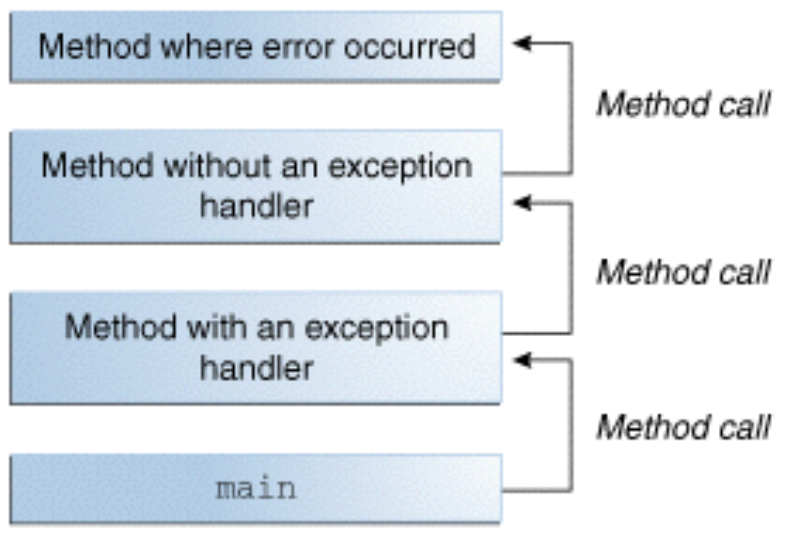 Method where error occurred
Method call
Method without an exception
handler
Method call
Method with an exception
handler
Method call
main